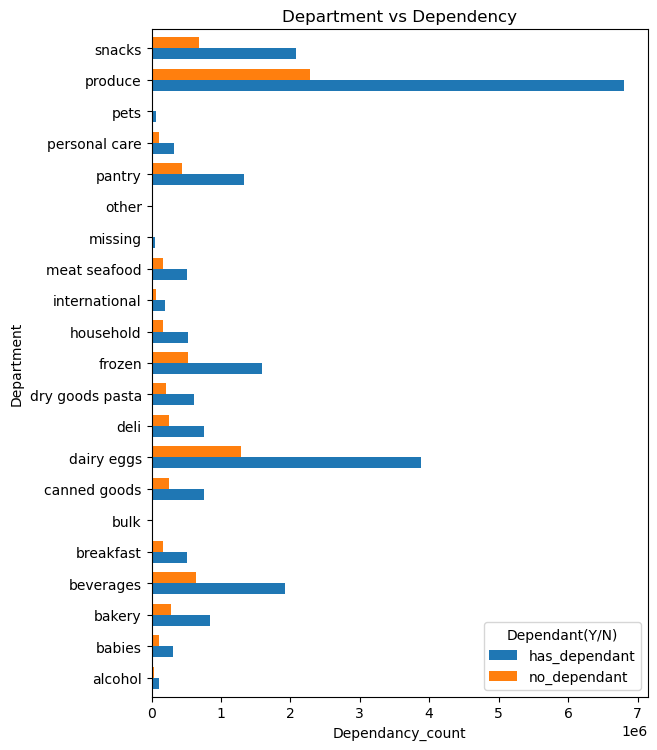 Department vs Dependency
snacks
produce
pets
personal care
pantry
other
missing
meat seafood
international
household
frozen
dry goods pasta
deli
dairy eggs
canned goods
bulk
breakfast
beverages
bakery
babies
alcohol
Department
Dependant(Y/N)
has_dependant
no_dependant
0 1 2 3 4 5 6 7
1e6
Dependancy_count